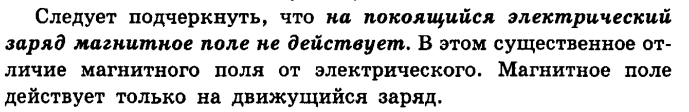 Следует подчеркнуть, что на покоящийся электрический
заряд магнитное поле не действует. В этом существенное от-
личие магнитного поля от электрического. Магнитное поле
действует только на движущийся заряд.